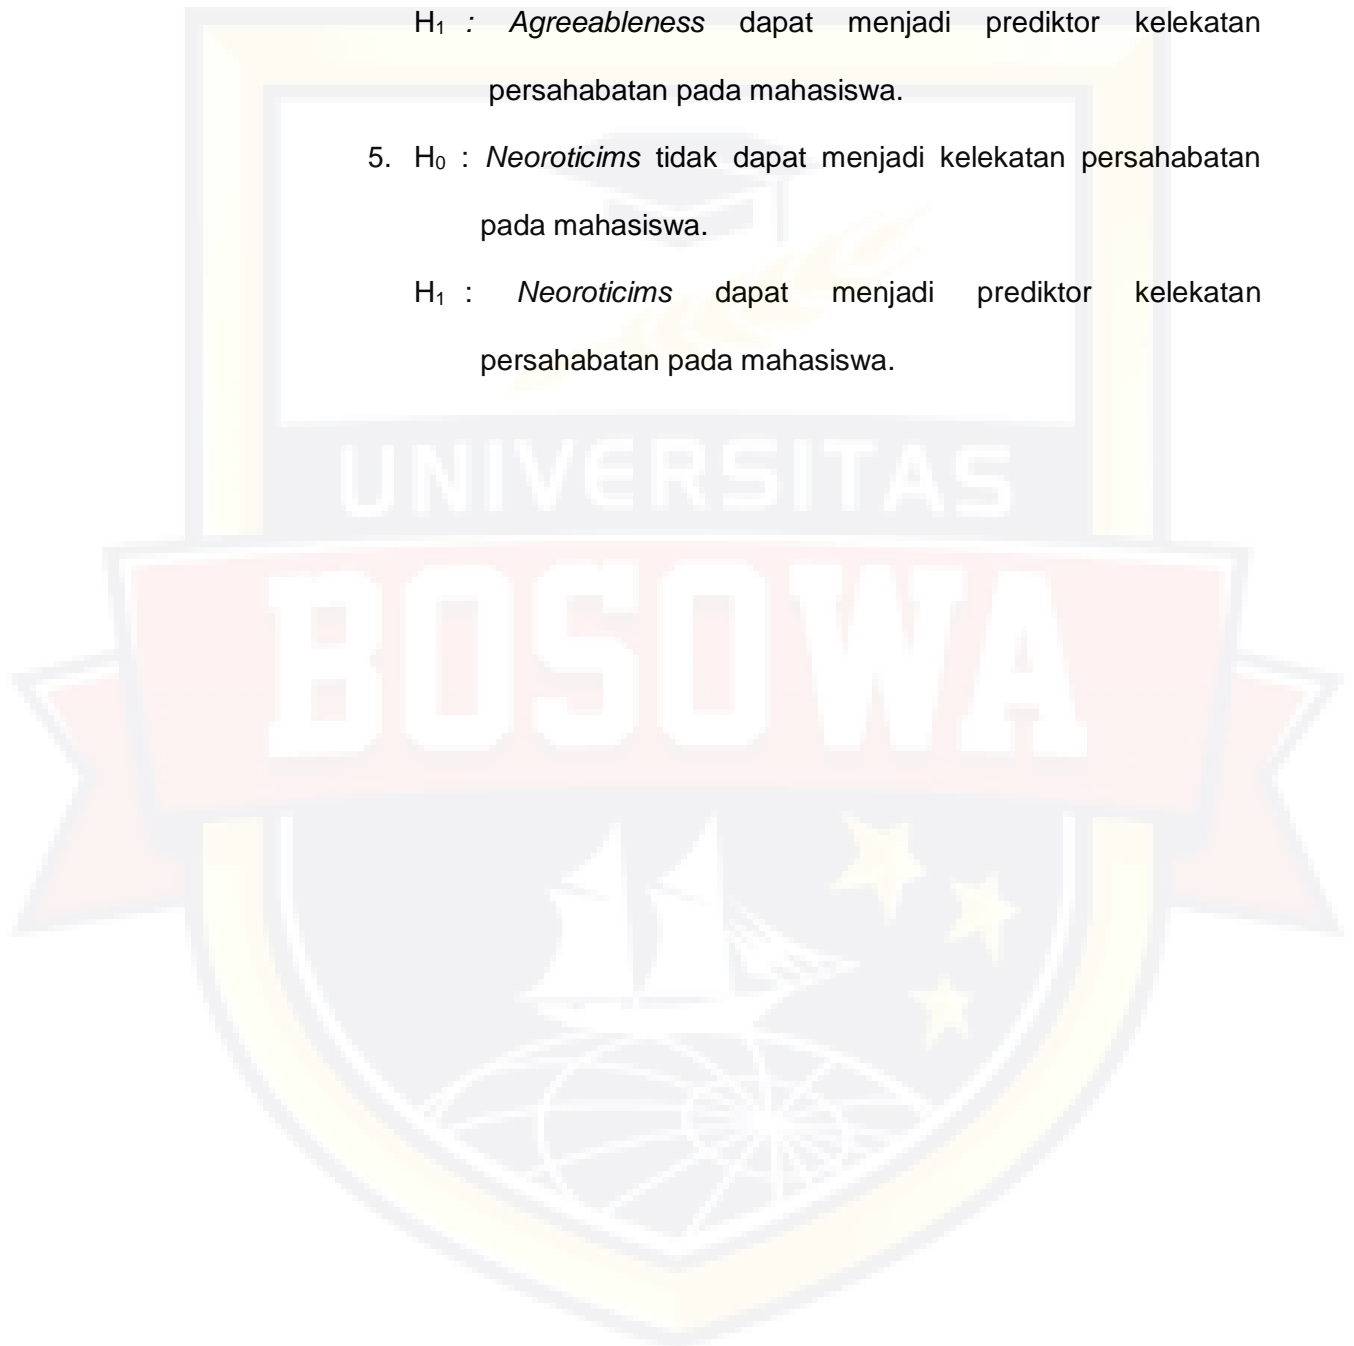 H₁ : Agreeableness dapat menjadi prediktor kelekatan
persahabatan pada mahasiswa.
5. H₀ : Neoroticims tidak dapat menjadi kelekatan persahabatan
pada mahasiswa.
H₁ : Neoroticims dapat menjadi prediktor kelekatan
persahabatan pada mahasiswa.
UNIVERSITAS
BOSOWA